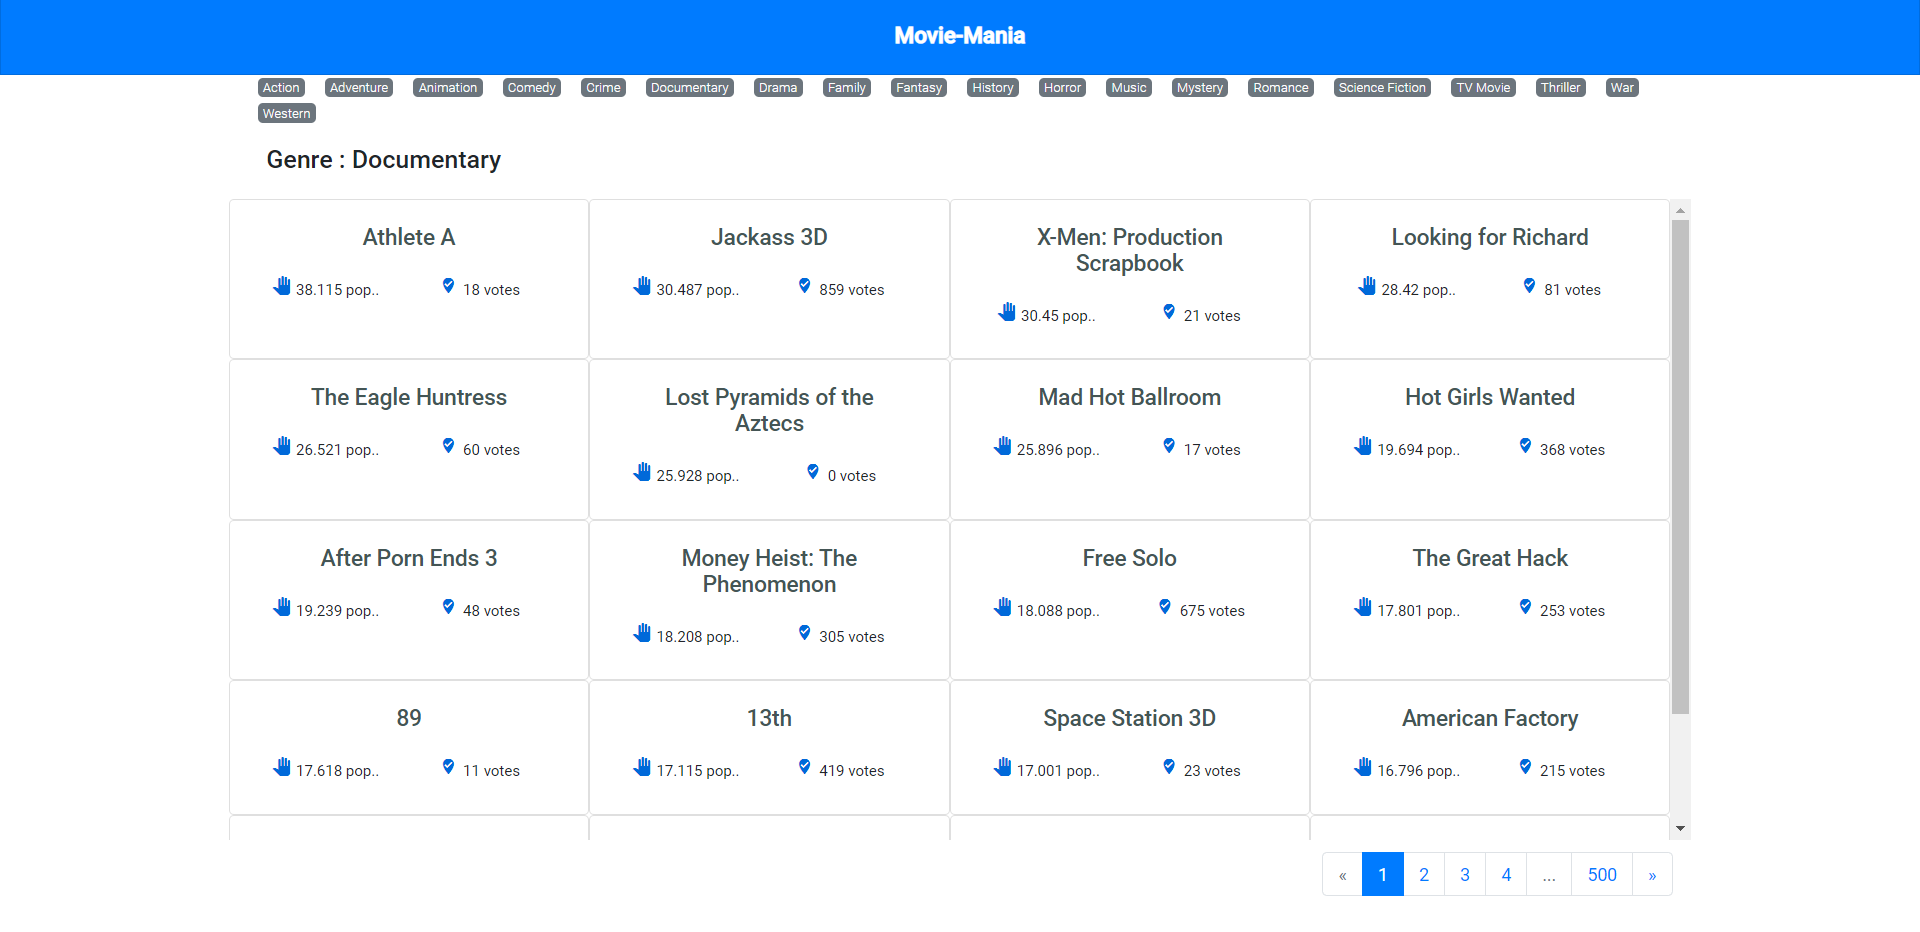 Movie-Mania
Action Adventure Animation Comedy Crime Documentary Drama Family Fantasy History Horror Music Mystery Romance Science Fiction TV Movie Thriller War
Western
Genre : Documentary
Athlete A
38.115 pop.. 18 votes
Jackass 3D
30.487 pop.. 859 votes
X-Men: Production
Scrapbook
30.45 pop.. 21 votes
Looking for Richard
28.42 pop.. 81 votes
The Eagle Huntress
26.521 pop.. 60 votes
Lost Pyramids of the
Aztecs
25.928 pop.. 0 votes
Mad Hot Ballroom
25.896 pop.. 17 votes
Hot Girls Wanted
19.694 pop.. 368 votes
After Porn Ends 3
19.239 pop.. 48 votes
Money Heist: The
Phenomenon
18.208 pop.. 305 votes
Free Solo
18.088 pop.. 675 votes
The Great Hack
17.801 pop.. 253 votes
89
17.618 pop.. 11 votes
13th
17.115 pop.. 419 votes
Space Station 3D
17.001 pop.. 23 votes
American Factory
16.796 pop.. 215 votes
« 1 2 3 4 ... 500 »